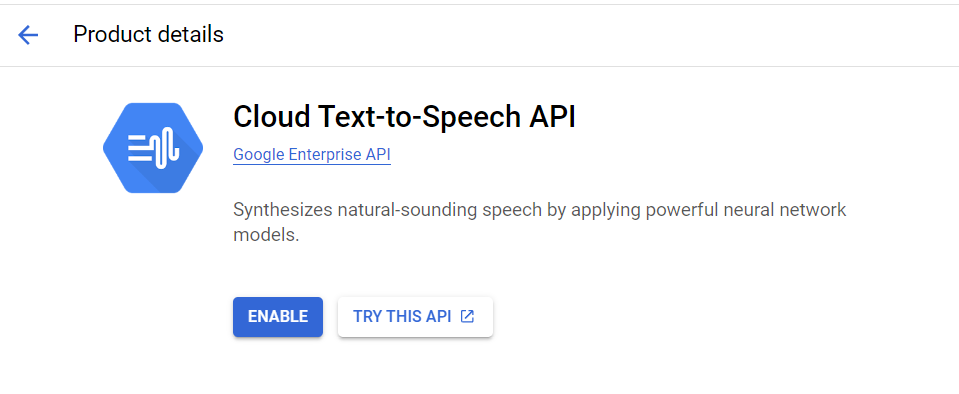 Product details
Cloud Text-to-Speech API
Google Enterprise API
Synthesizes natural-sounding speech by applying powerful neural network
models.
ENABLE
TRY THIS API